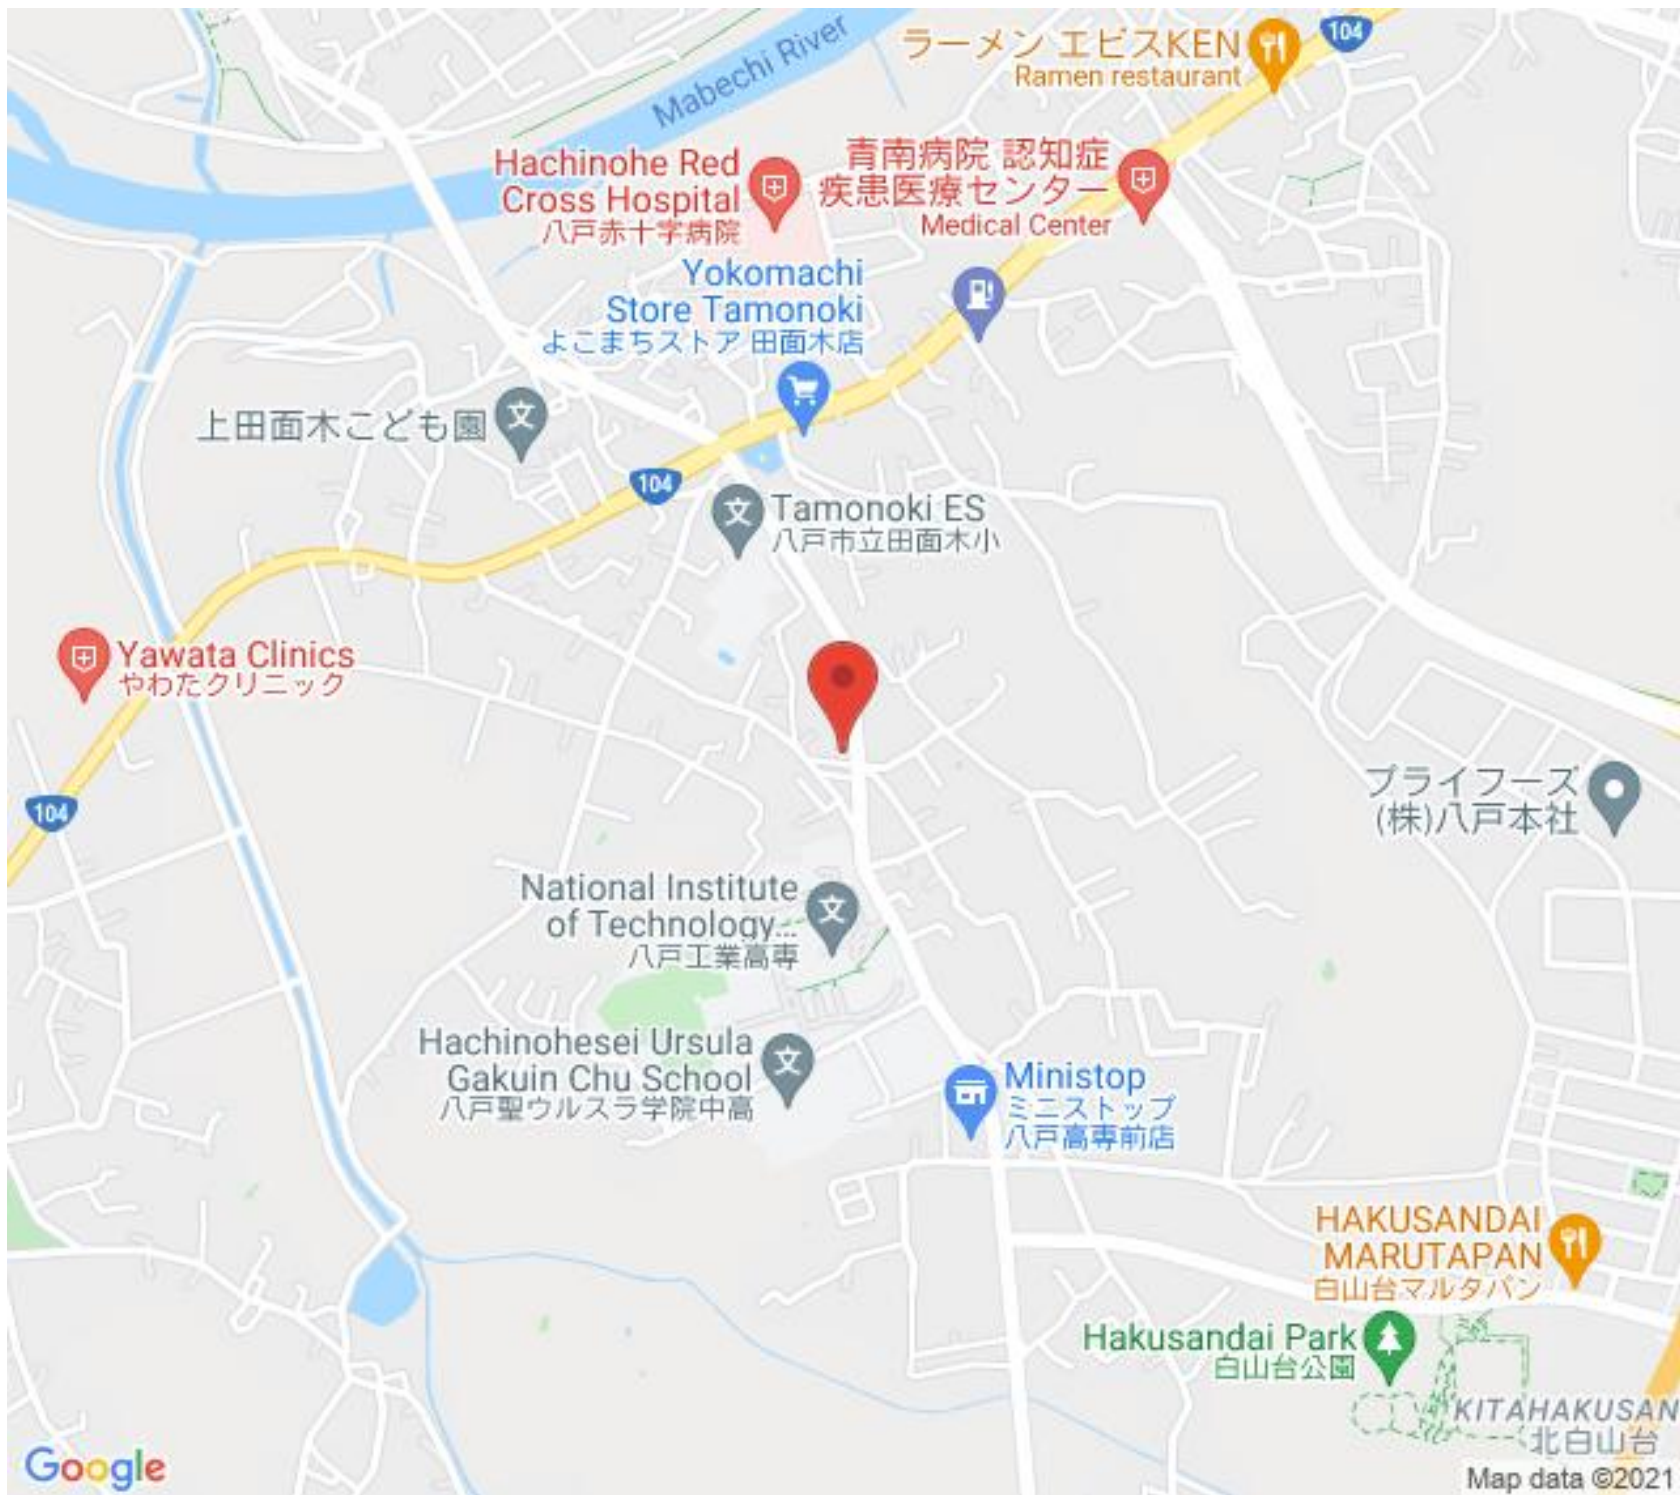 ラーメン エビスKEN
Ramen restaurant
104
Mabechi River
Hachinohe Red
Cross Hospital
八戸赤十字病院
青南病院 認知症
疾患医療センター
Medical Center
Yokomachi
Store Tamonoki
よこまちストア 田面木店
上田面木こども園
104
Tamonoki ES
八戸市立田面木小
Yawata Clinics
やわたクリニック
104
プライフーズ
(株)八戸本社
National Institute
of Technology...
八戸工業高専
Hachinohesei Ursula
Gakuin Chu School
八戸聖ウルスラ学院中高
Ministop
ミニストップ
八戸高専前店
HAKUSANDAI
MARUTAPAN
白山台マルタパン
Hakusandai Park
白山台公園
KITAHAKUSAN
北白山台
Google
Map data ©2021